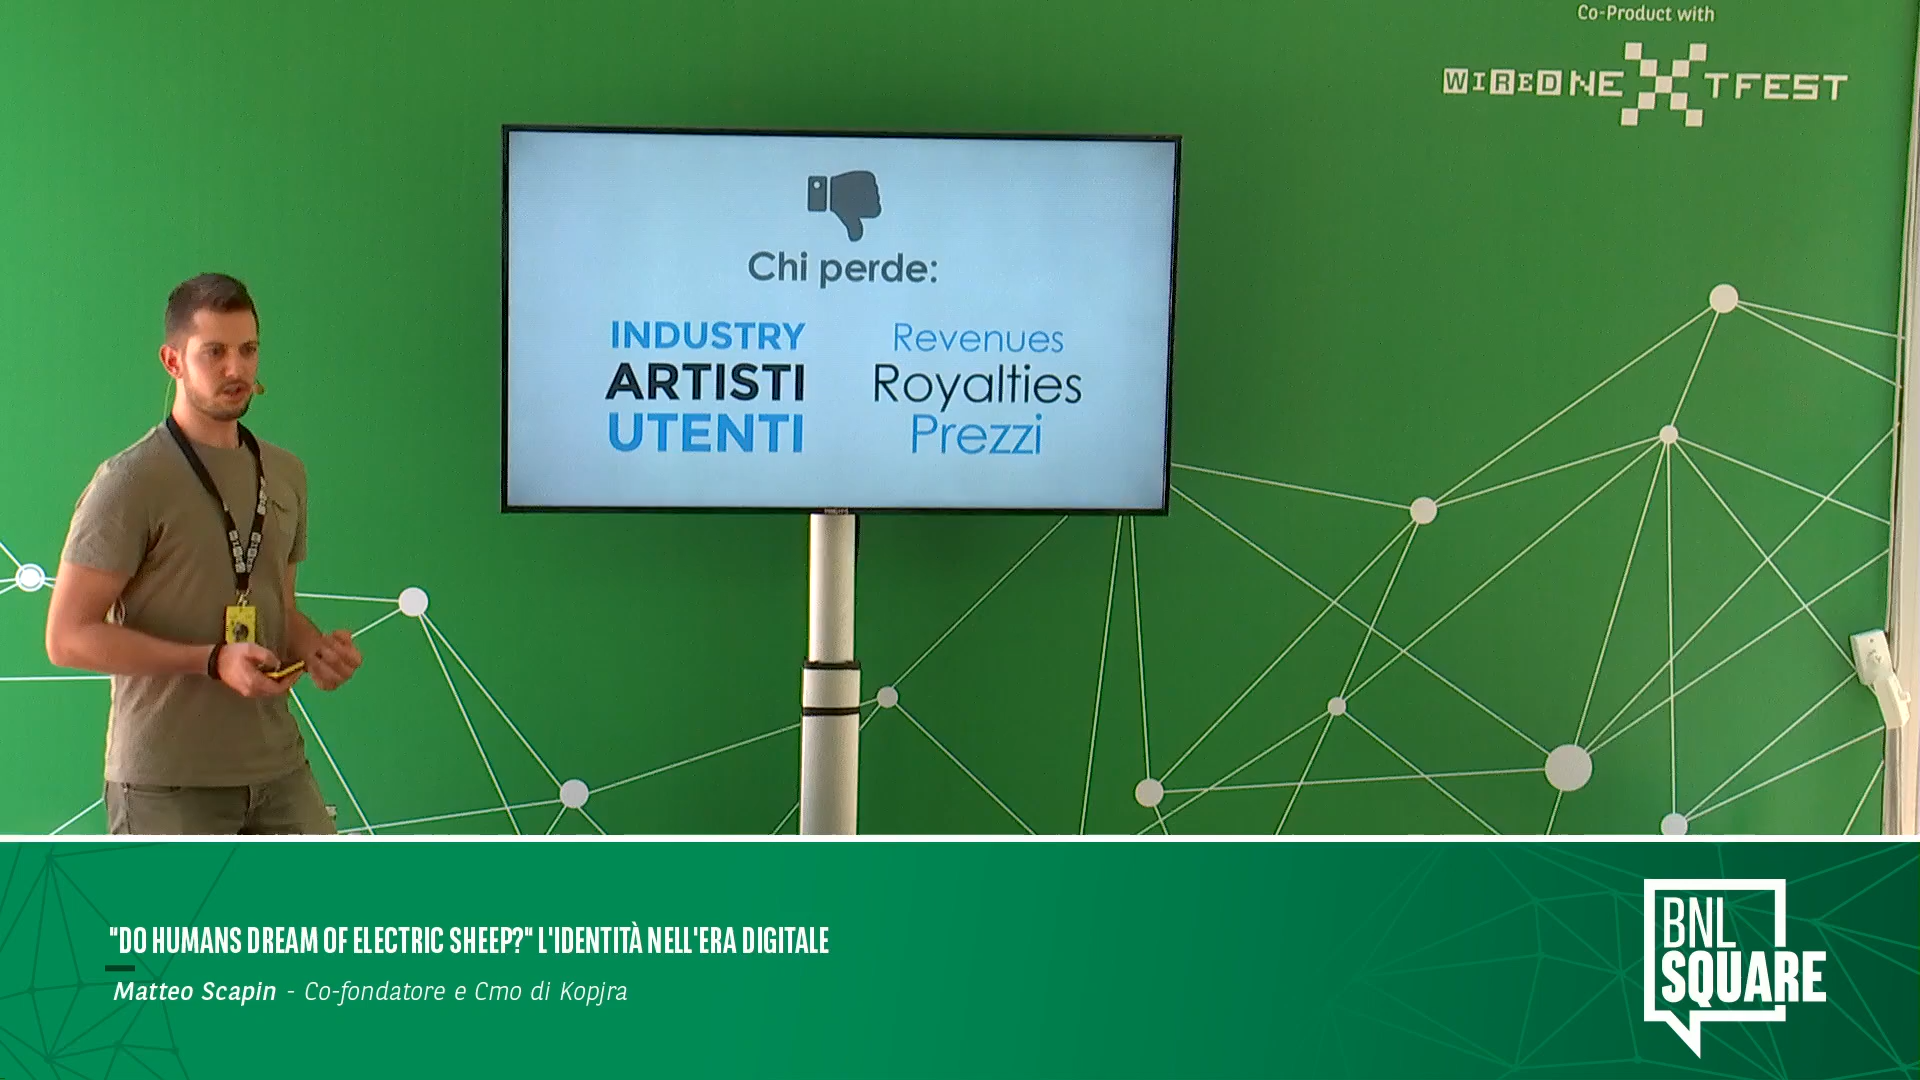 Co-Product with
WIRED NEXTFEST
Chi perde:
INDUSTRY Revenues
ARTISTI Royalties
UTENTI Prezzi
"DO HUMANS DREAM OF ELECTRIC SHEEP?" L'IDENTITÀ NELL'ERA DIGITALE
Matteo Scapin - Co-fondatore e Cmo di Kopjra
BNL
SQUARE